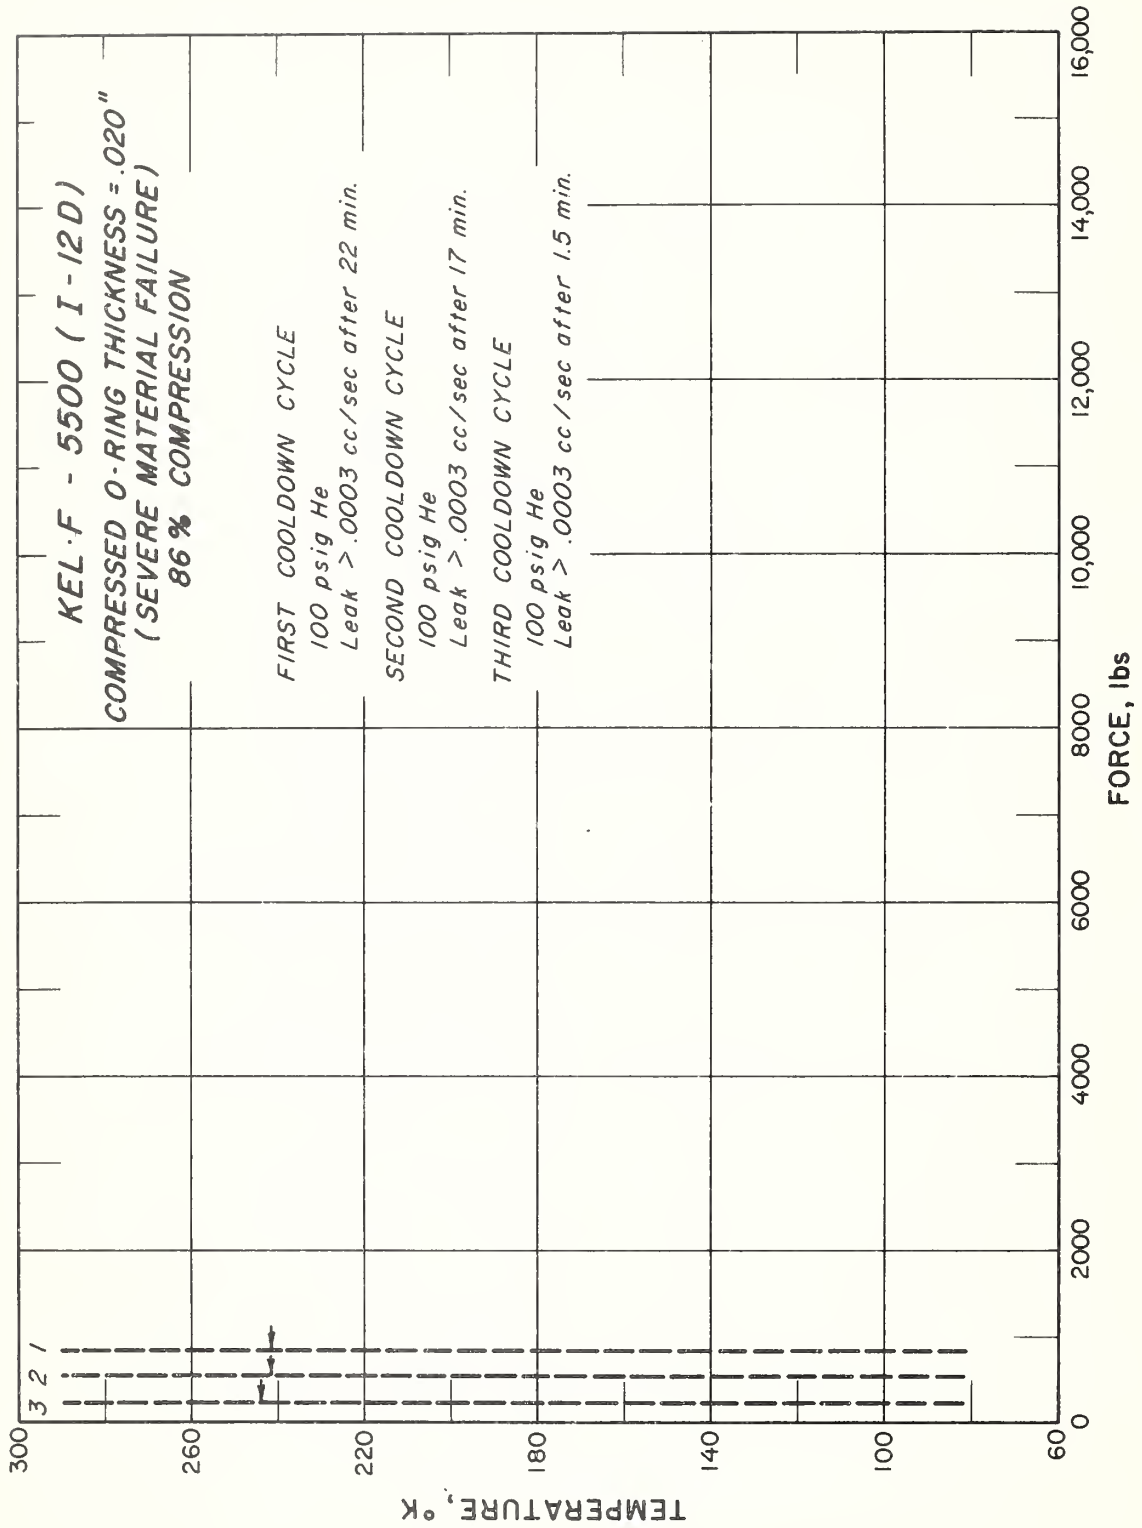 KEL·F - 5500 (I-12D)
COMPRESSED O-RING THICKNESS = .020"
(SEVERE MATERIAL FAILURE)
86% COMPRESSION
FIRST COOLDOWN CYCLE
100 psig He
Leak > .0003 cc/sec after 22 min.
SECOND COOLDOWN CYCLE
100 psig He
Leak > .0003 cc/sec after 17 min.
THIRD COOLDOWN CYCLE
100 psig He
Leak > .0003 cc/sec after 1.5 min.
3 2 1
TEMPERATURE, °K
300
260
220
180
140
100
60
0 2000 4000 6000 8000 10,000 12,000 14,000 16,000
FORCE, lbs